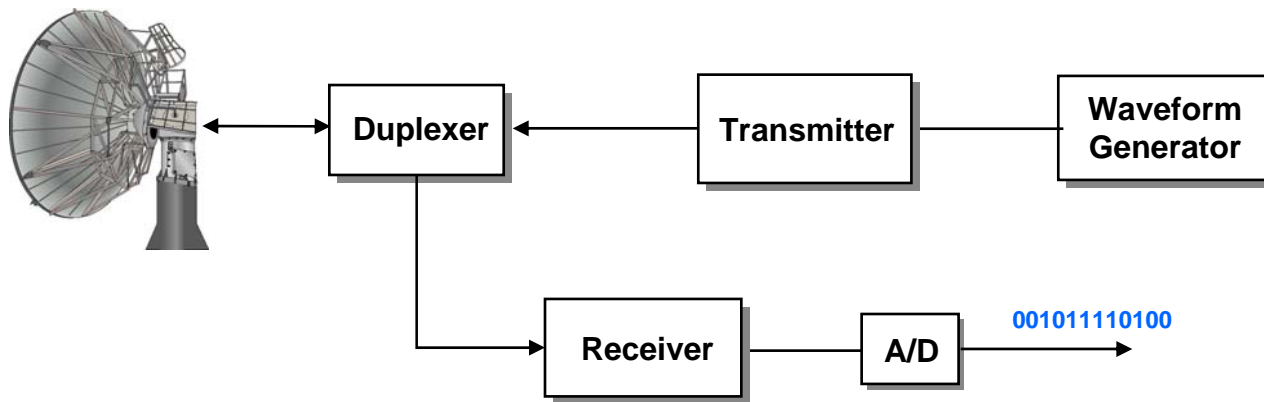 Duplexer
Transmitter
Waveform
Generator
Receiver
A/D
001011110100